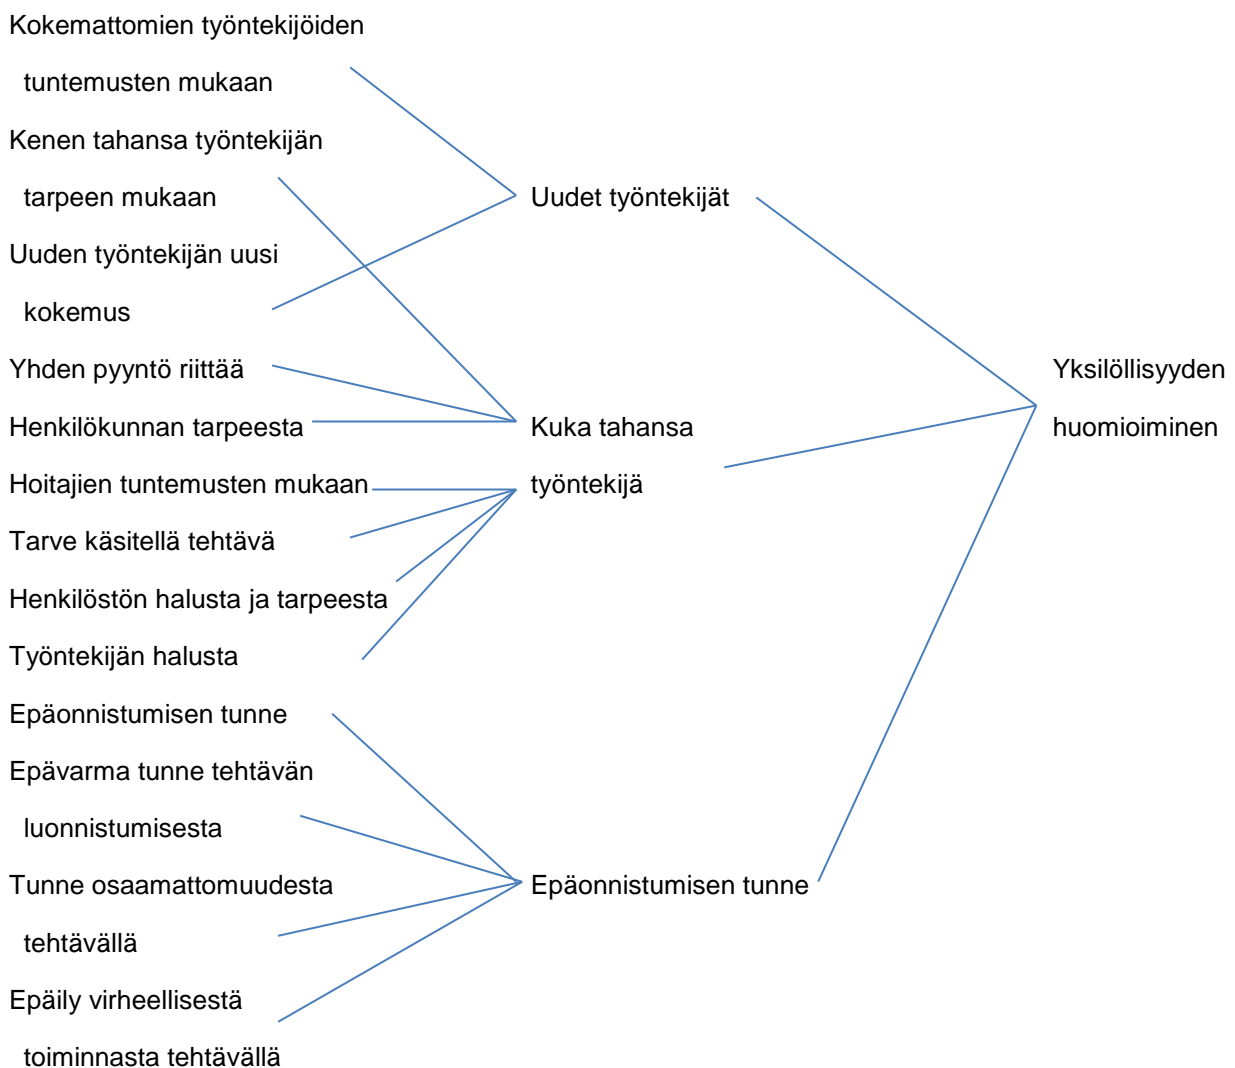 Kokemattomien työntekijöiden
tuntemusten mukaan
Kenen tahansa työntekijän
tarpeen mukaan
Uuden työntekijän uusi
kokemus
Yhden pyyntö riittää
Henkilökunnan tarpeesta
Hoitajien tuntemusten mukaan
Tarve käsitellä tehtävä
Henkilöstön halusta ja tarpeesta
Työntekijän halusta
Epäonnistumisen tunne
Epävarma tunne tehtävän
luonnistumisesta
Tunne osaamattomuudesta
tehtävällä
Epäily virheellisestä
toiminnasta tehtävällä
Uudet työntekijät
Kuka tahansa
työntekijä
Epäonnistumisen tunne
Yksilöllisyyden
huomioiminen